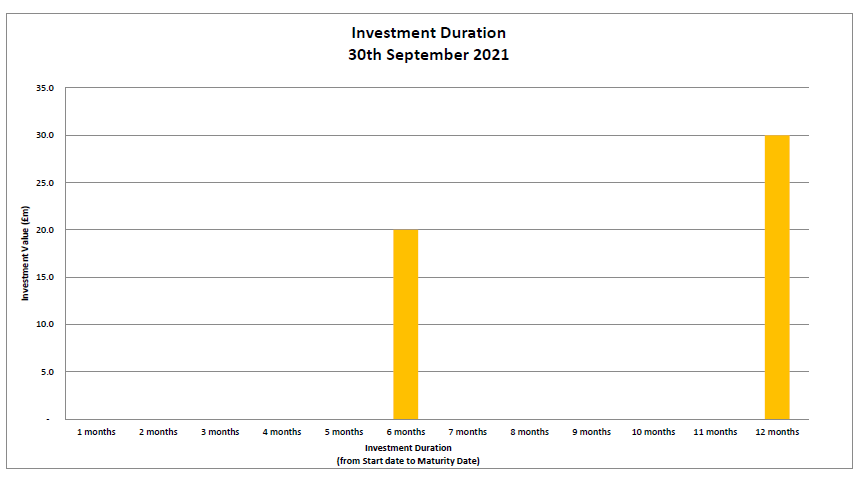 Investment Duration
30th September 2021
35.0
30.0
25.0
20.0
15.0
10.0
5.0
-
Investment Value (£m)
1 months 2 months 3 months 4 months 5 months 6 months 7 months 8 months 9 months 10 months 11 months 12 months
Investment Duration
(from Start date to Maturity Date)